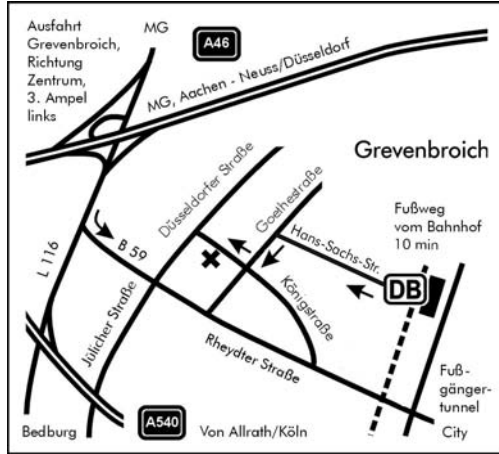 Ausfahrt
Grevenbroich,
Richtung
Zentrum,
3. Ampel
links
MG
A46
MG, Aachen - Neuss/Düsseldorf
Grevenbroich
Düsseldorfer Straße
Goethestraße
Hans-Sachs-Str.
Fußweg
vom Bahnhof
10 min
DB
L 116
B 59
Jülicher Straße
Königstraße
Rheydter Straße
Fuß-
gänger-
tunnel
City
Bedburg
A540
Von Allrath/Köln